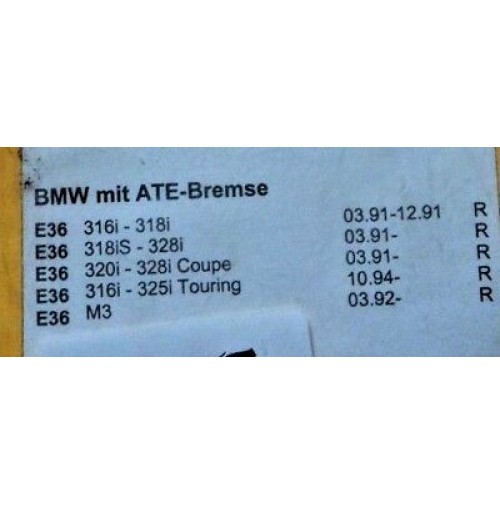 BMW mit ATE-Bremse
E36 316i - 318i 03.91-12.91 R
E36 318iS - 328i 03.91- R
E36 320i - 328i Coupe 03.91- R
E36 316i - 325i Touring 10.94- R
E36 M3 03.92- R